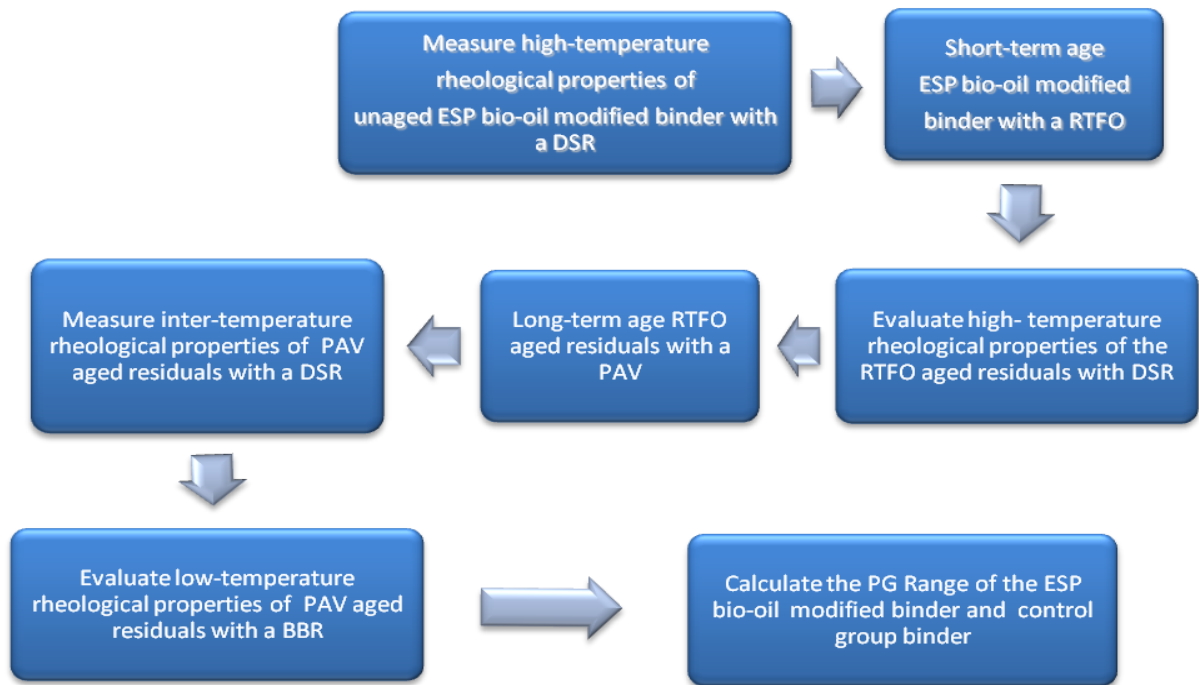 Measure high-temperature
rheological properties of
unaged ESP bio-oil modified binder with
a DSR
Short-term age
ESP bio-oil modified
binder with a RTFO
Evaluate high- temperature
rheological properties of the
RTFO aged residuals with DSR
Long-term age RTFO
aged residuals with a
PAV
Measure inter-temperature
rheological properties of PAV
aged residuals with a DSR
Evaluate low-temperature
rheological properties of PAV aged
residuals with a BBR
Calculate the PG Range of the ESP
bio-oil modified binder and control
group binder